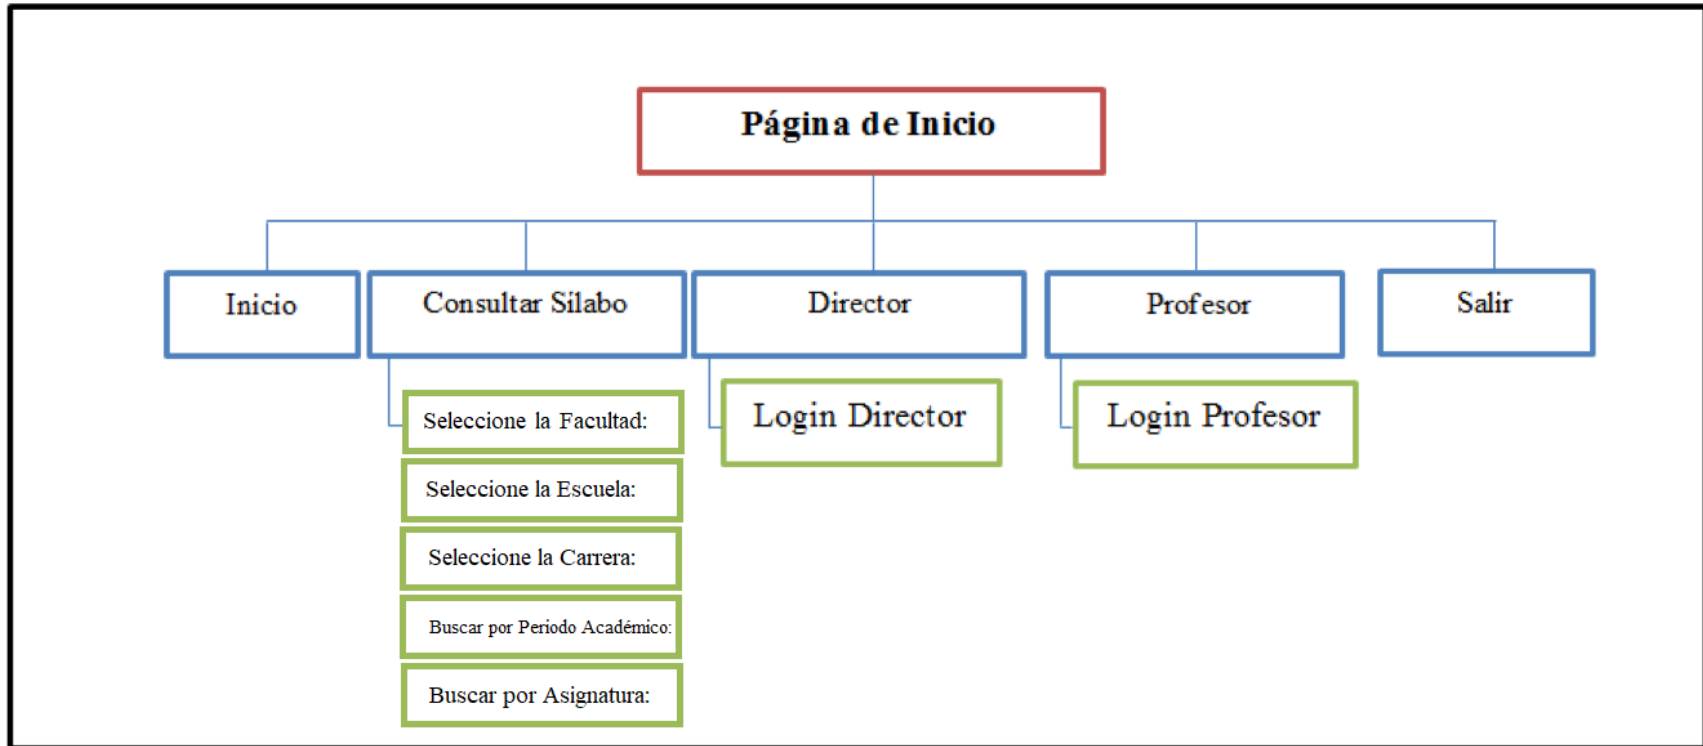 Página de Inicio
Inicio
Consultar Sílabo
Director
Profesor
Salir
Seleccione la Facultad:
Seleccione la Escuela:
Seleccione la Carrera:
Buscar por Periodo Académico:
Buscar por Asignatura:
Login Director
Login Profesor